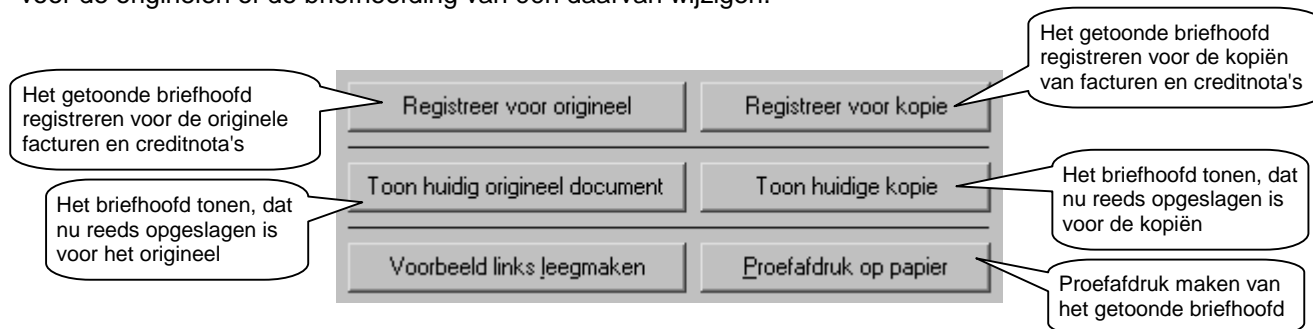 voor de originelen of de briefhoofding van één daarvan wijzigen.
Het getoonde briefhoofd
registreren voor de kopiën
van facturen en creditnota's
Het getoonde briefhoofd
registreren voor de originele
facturen en creditnota's
Registreer voor origineel
Registreer voor kopie
Toon huidig origineel document
Toon huidige kopie
Het briefhoofd tonen, dat
nu reeds opgeslagen is
voor de kopiën
Het briefhoofd tonen, dat
nu reeds opgeslagen is
voor het origineel
Voorbeeld links leegmaken
Proefafdruk op papier
Proefafdruk maken van
het getoonde briefhoofd